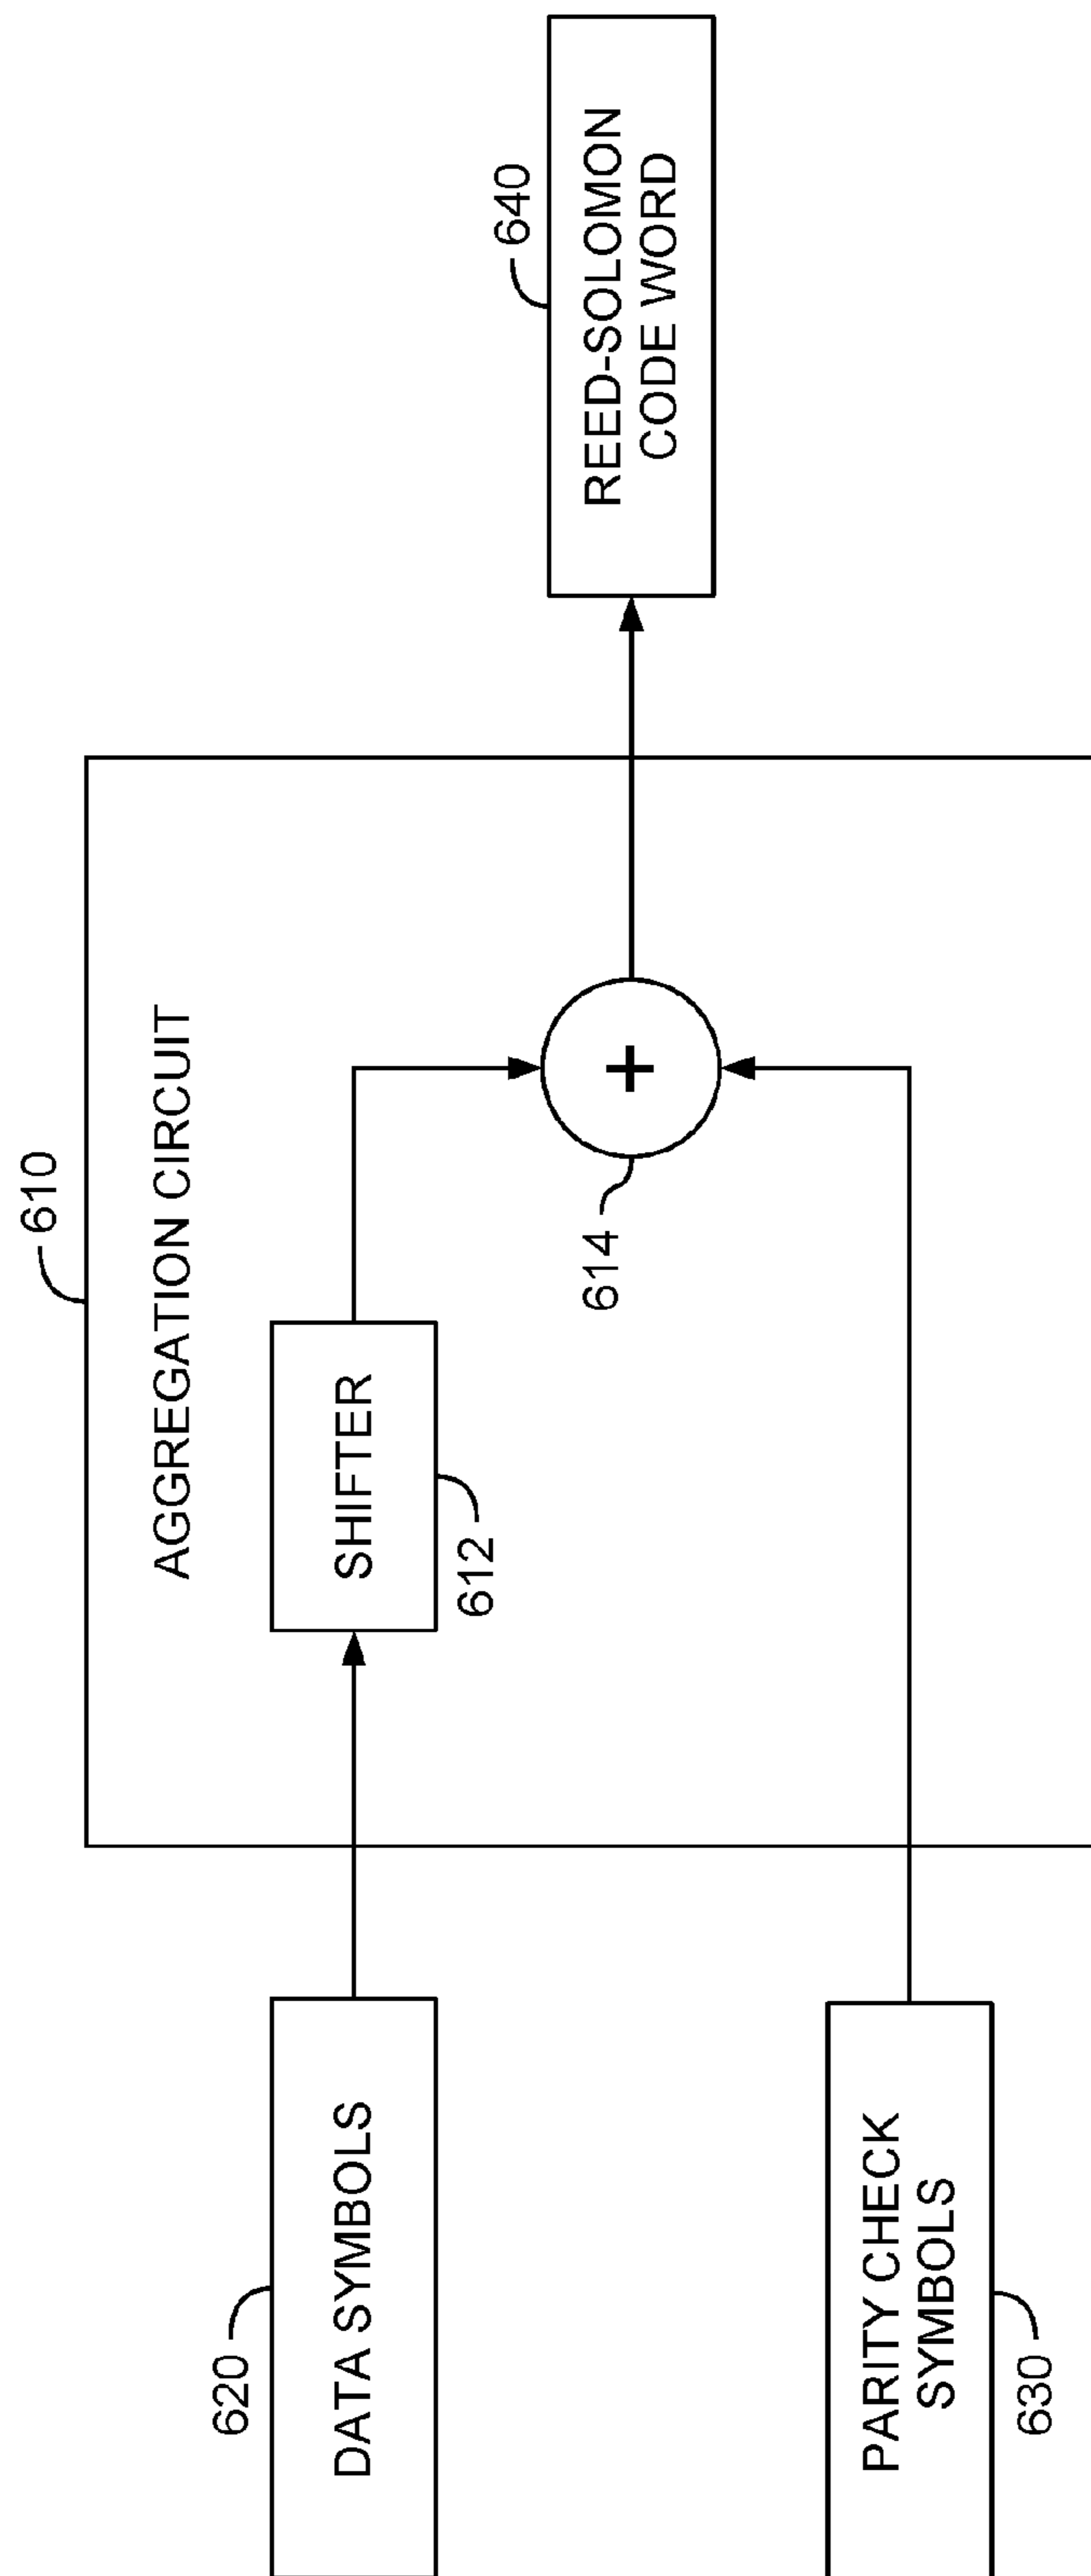 610
AGGREGATION CIRCUIT
620
DATA SYMBOLS
SHIFTER
612
614
+
640
REED-SOLOMON
CODE WORD
PARITY CHECK
SYMBOLS
630